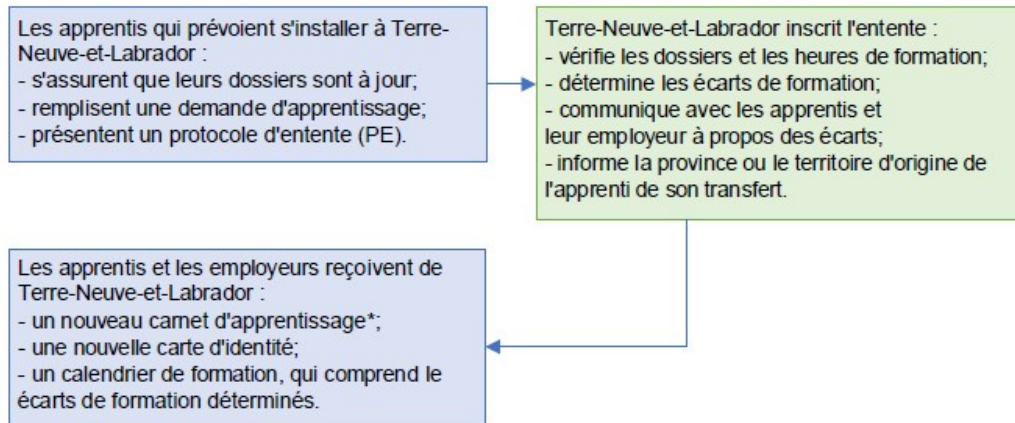 Les apprentis qui prévoient s'installer à Terre-
Neuve-et-Labrador :
- s'assurent que leurs dossiers sont à jour;
- remplisent une demande d'apprentissage;
- présentent un protocole d'entente (PE).
Terre-Neuve-et-Labrador inscrit l'entente :
- vérifie les dossiers et les heures de formation;
- détermine les écarts de formation;
- communique avec les apprentis et
leur employeur à propos des écarts;
- informe la province ou le territoire d'origine de
l'apprenti de son transfert.
Les apprentis et les employeurs reçoivent de
Terre-Neuve-et-Labrador :
- un nouveau carnet d'apprentissage*;
- une nouvelle carte d'identité;
- un calendrier de formation, qui comprend le
écarts de formation déterminés.